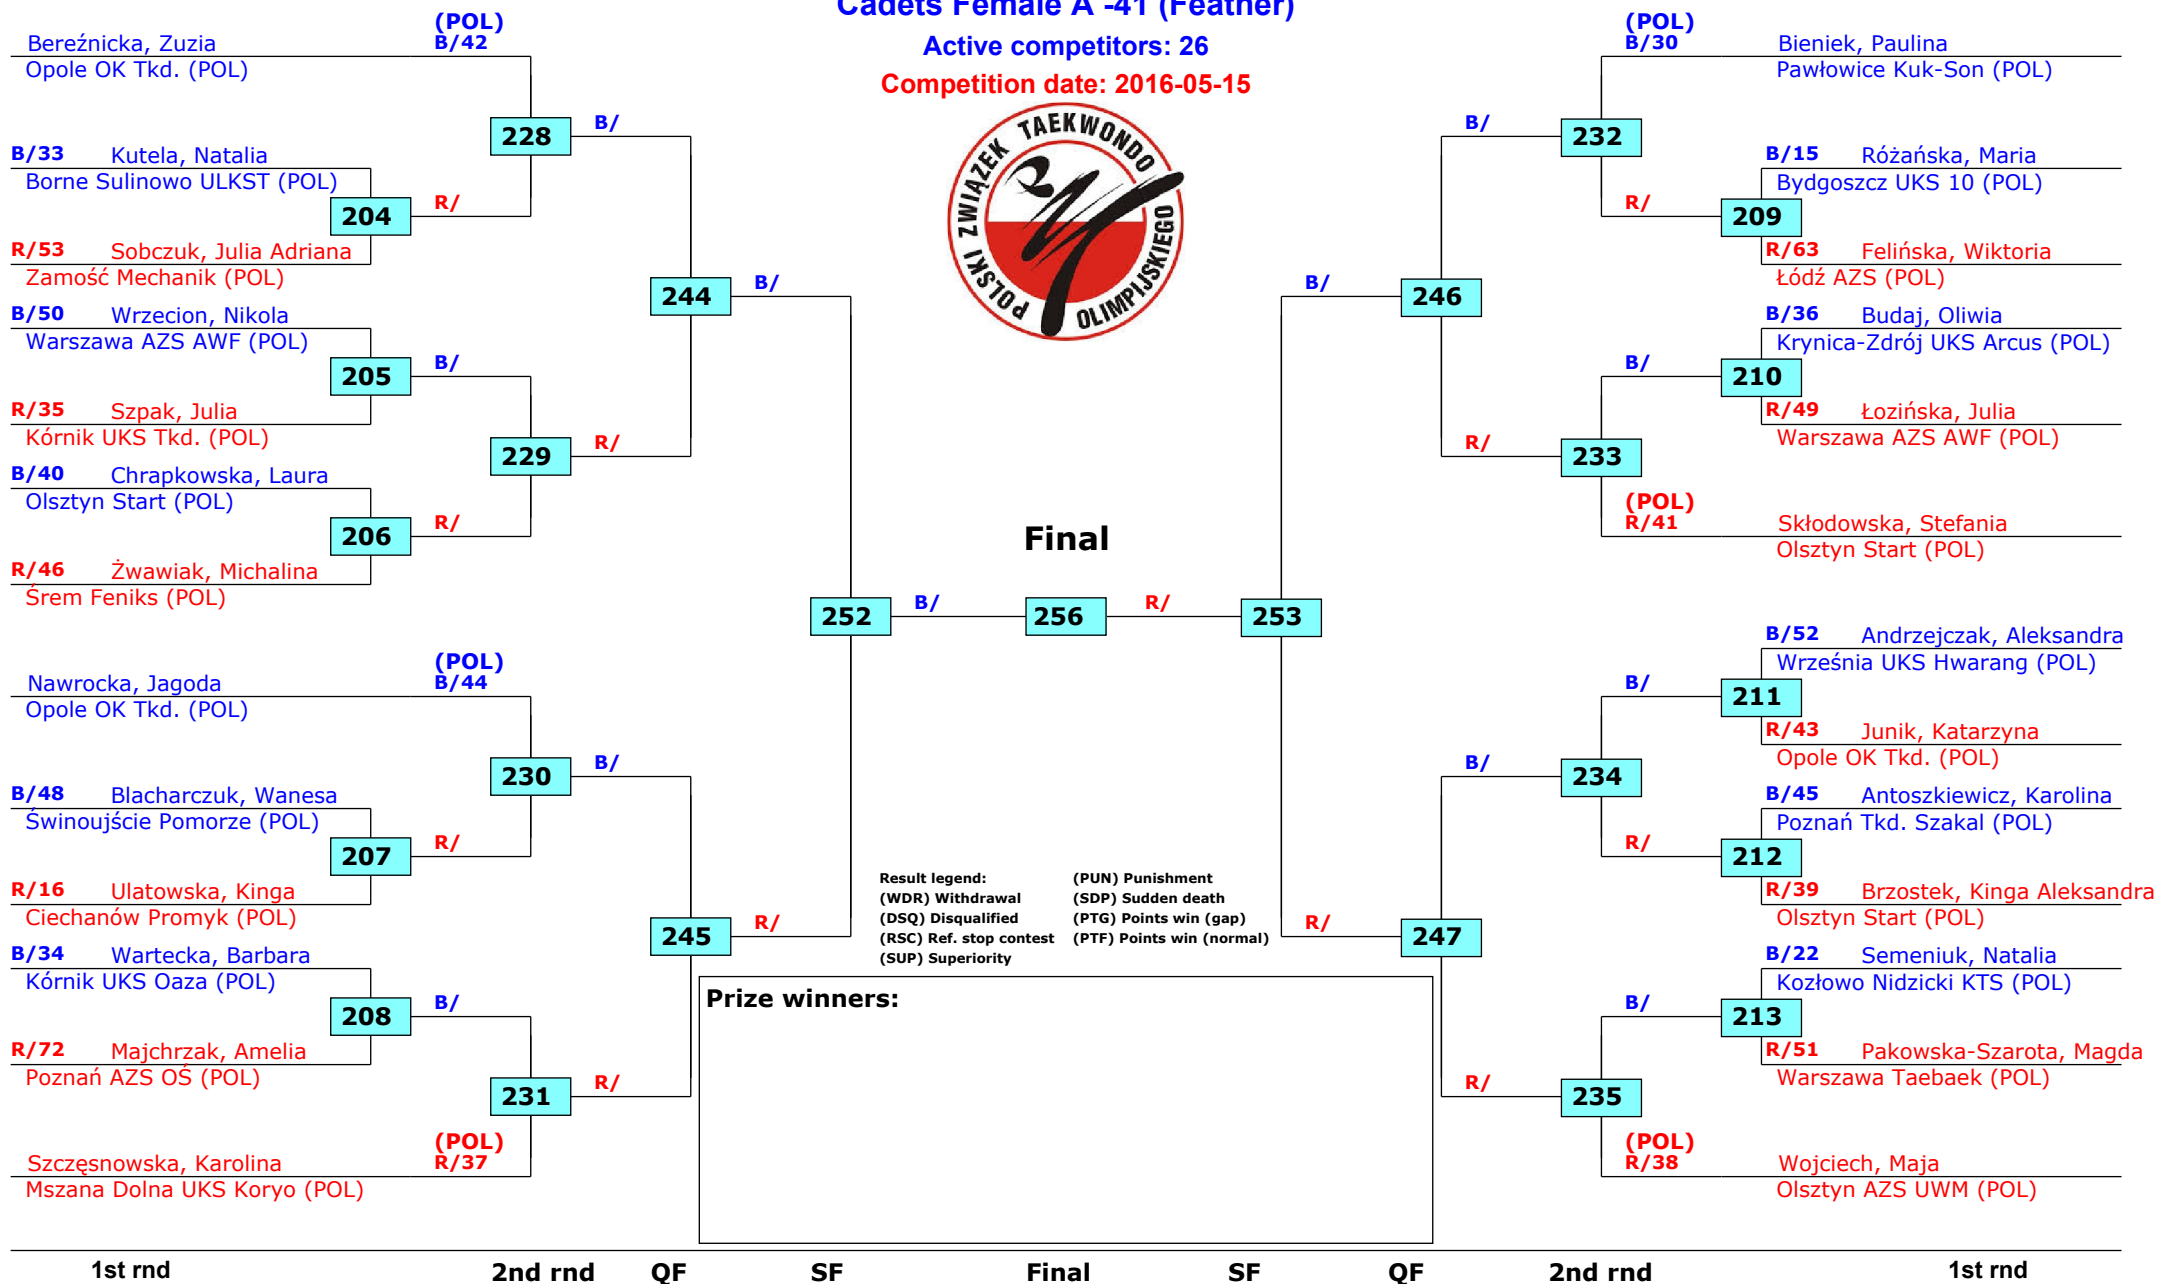 Cadets Female A -41 (Feather)
Active competitors: 26
Competition date: 2016-05-15
POLSKI ZWIĄZEK TAEKWONDO OLIMPIJSKIEGO
(POL)
B/42
Bereźnicka, Zuzia
Opole OK Tkd. (POL)
228
B/
B/33 Kutela, Natalia
Borne Sulinowo ULKST (POL)
204
R/
R/53 Sobczuk, Julia Adriana
Zamość Mechanik (POL)
244
B/
B/50 Wrzecion, Nikola
Warszawa AZS AWF (POL)
205
B/
R/35 Szpak, Julia
Kórnik UKS Tkd. (POL)
229
R/
B/40 Chrapkowska, Laura
Olsztyn Start (POL)
206
R/
R/46 Żwawiak, Michalina
Śrem Feniks (POL)
252
B/
Final
256
R/
253
(POL)
B/44
Nawrocka, Jagoda
Opole OK Tkd. (POL)
230
B/
B/48 Blacharczuk, Wanesa
Świnoujście Pomorze (POL)
207
R/
R/16 Ulatowska, Kinga
Ciechanów Promyk (POL)
245
R/
B/34 Wartecka, Barbara
Kórnik UKS Oaza (POL)
208
B/
R/72 Majchrzak, Amelia
Poznań AZS OŚ (POL)
231
R/
(POL)
R/37
Szczęsnowska, Karolina
Mszana Dolna UKS Koryo (POL)
(POL)
B/30
Bieniek, Paulina
Pawłowice Kuk-Son (POL)
B/
232
B/15 Różańska, Maria
Bydgoszcz UKS 10 (POL)
R/
209
R/63 Felińska, Wiktoria
Łódź AZS (POL)
B/
246
B/36 Budaj, Oliwia
Krynica-Zdrój UKS Arcus (POL)
B/
210
R/49 Łozińska, Julia
Warszawa AZS AWF (POL)
R/
233
(POL)
R/41
Skłodowska, Stefania
Olsztyn Start (POL)
B/52 Andrzejczak, Aleksandra
Września UKS Hwarang (POL)
B/
211
R/43 Junik, Katarzyna
Opole OK Tkd. (POL)
B/
234
B/45 Antoszkiewicz, Karolina
Poznań Tkd. Szakal (POL)
R/
212
R/39 Brzostek, Kinga Aleksandra
Olsztyn Start (POL)
R/
247
B/22 Semeniuk, Natalia
Kozłowo Nidzicki KTS (POL)
B/
213
R/51 Pakowska-Szarota, Magda
Warszawa Taebaek (POL)
R/
235
(POL)
R/38
Wojciech, Maja
Olsztyn AZS UWM (POL)
Result legend: (PUN) Punishment
(WDR) Withdrawal (SDP) Sudden death
(DSQ) Disqualified (PTG) Points win (gap)
(RSC) Ref. stop contest (PTF) Points win (normal)
(SUP) Superiority
Prize winners:
1st rnd 2nd rnd QF SF Final SF QF 2nd rnd 1st rnd